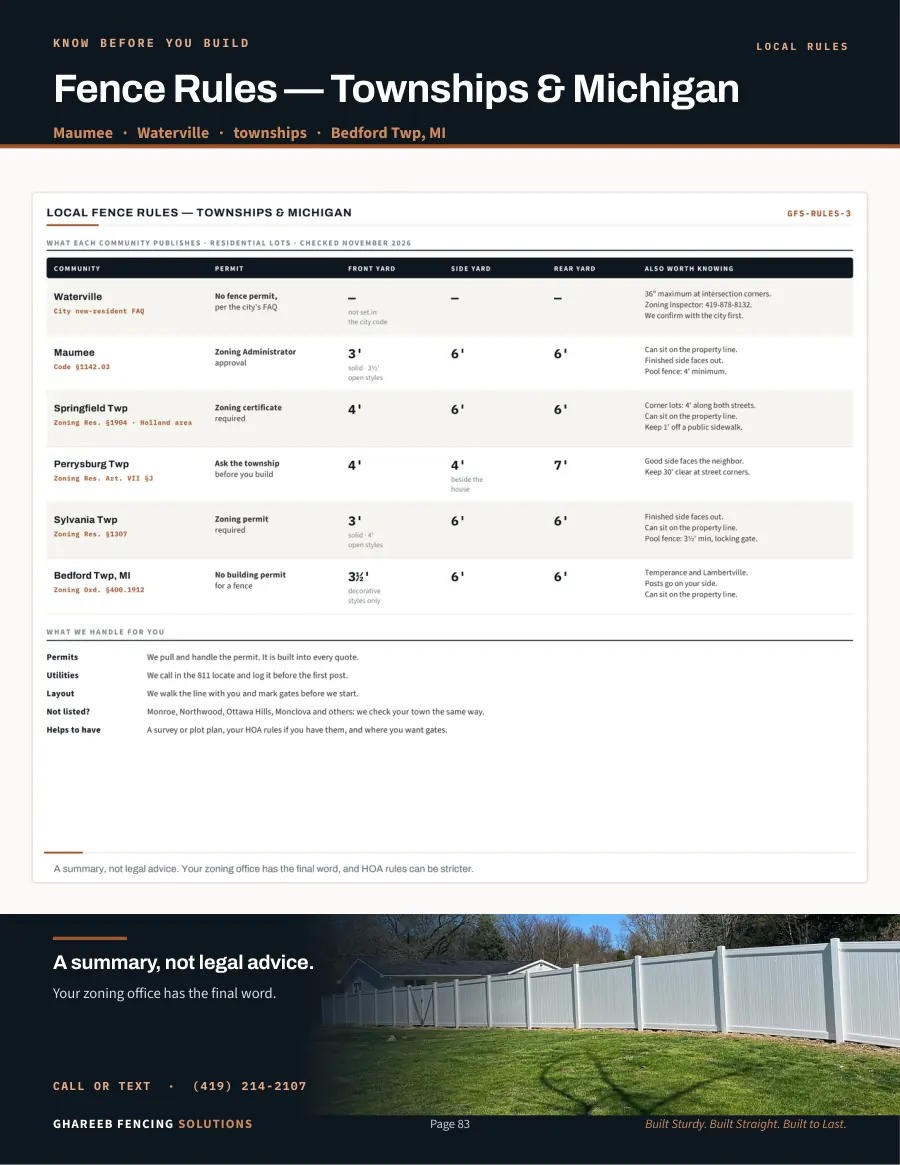 KNOW BEFORE YOU BUILD
LOCAL RULES
Fence Rules — Townships & Michigan
Maumee · Waterville · townships · Bedford Twp, MI
LOCAL FENCE RULES — TOWNSHIPS & MICHIGAN
GFS-RULES-3
WHAT EACH COMMUNITY PUBLISHES · RESIDENTIAL LOTS · CHECKED NOVEMBER 2026
COMMUNITY PERMIT FRONT YARD SIDE YARD REAR YARD ALSO WORTH KNOWING
Waterville
City new-resident FAQ
No fence permit,
per the city's FAQ
—
not set in
the city code
—
—
36" maximum at intersection corners.
Zoning Inspector: 419-878-8132.
We confirm with the city first.
Maumee
Code §1142.03
Zoning Administrator
approval
3'
solid · 3½'
open styles
6'
6'
Can sit on the property line.
Finished side faces out.
Pool fence: 4' minimum.
Springfield Twp
Zoning Res. §1904 · Holland area
Zoning certificate
required
4'
6'
6'
Corner lots: 4' along both streets.
Can sit on the property line.
Keep 1' off a public sidewalk.
Perrysburg Twp
Zoning Res. Art. VII §J
Ask the township
before you build
4'
4'
beside the
house
7'
Good side faces the neighbor.
Keep 30' clear at street corners.
Sylvania Twp
Zoning Res. §1307
Zoning permit
required
3'
solid · 4'
open styles
6'
6'
Finished side faces out.
Can sit on the property line.
Pool fence: 3½' min, locking gate.
Bedford Twp, MI
Zoning Ord. §400.1912
No building permit
for a fence
3½'
decorative
styles only
6'
6'
Temperance and Lambertville.
Posts go on your side.
Can sit on the property line.
WHAT WE HANDLE FOR YOU
Permits We pull and handle the permit. It is built into every quote.
Utilities We call in the 811 locate and log it before the first post.
Layout We walk the line with you and mark gates before we start.
Not listed? Monroe, Northwood, Ottawa Hills, Monclova and others: we check your town the same way.
Helps to have A survey or plot plan, your HOA rules if you have them, and where you want gates.
A summary, not legal advice. Your zoning office has the final word, and HOA rules can be stricter.
A summary, not legal advice.
Your zoning office has the final word.
CALL OR TEXT · (419) 214-2107
GHAREEB FENCING SOLUTIONS
Page 83
Built Sturdy. Built Straight. Built to Last.